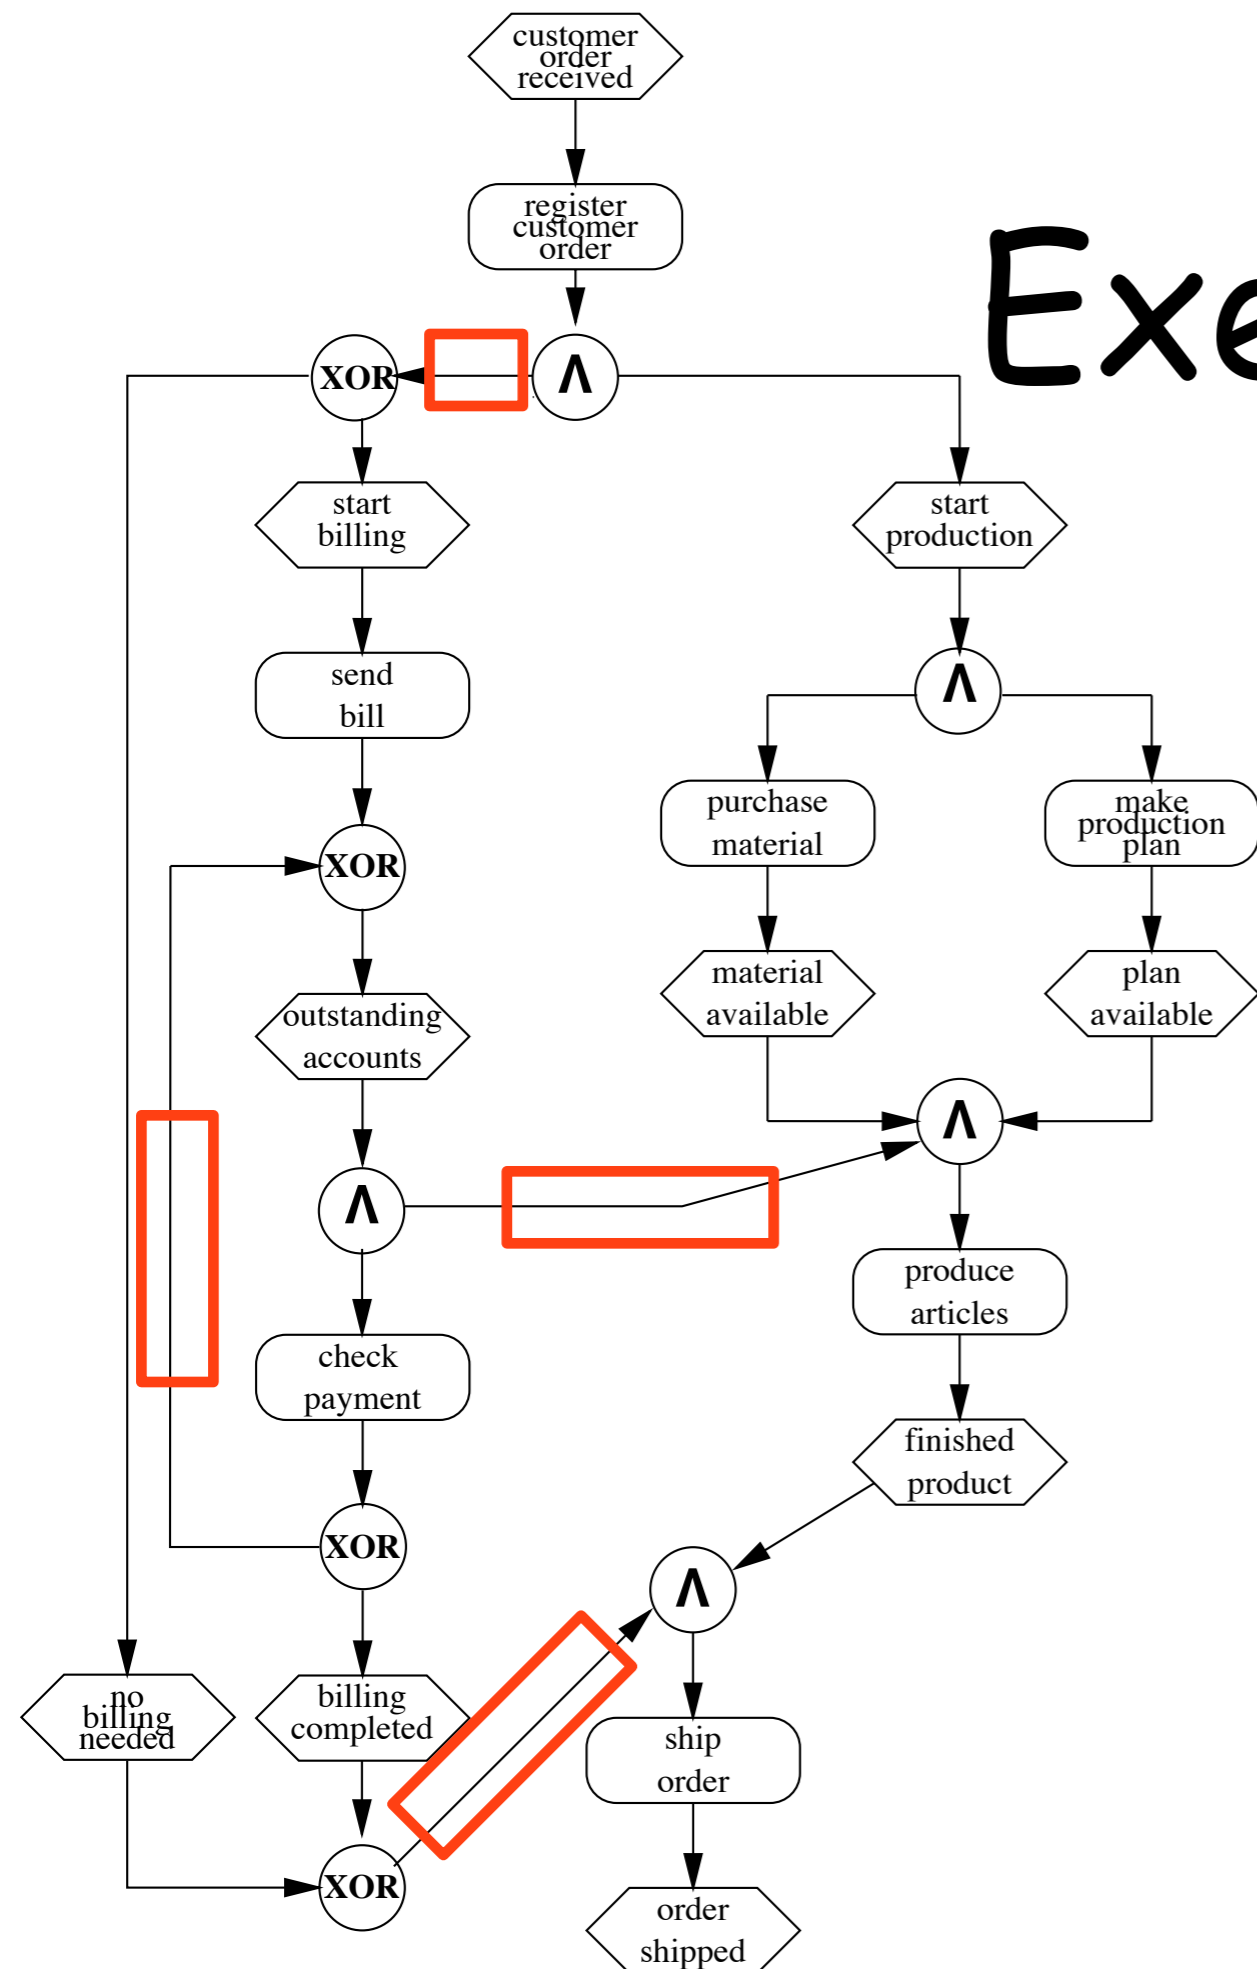 customer
order
received
register
customer
order
Exe
XOR
Λ
start
billing
start
production
send
bill
Λ
purchase
material
make
production
plan
XOR
material
available
plan
available
outstanding
accounts
Λ
Λ
produce
articles
check
payment
finished
product
XOR
Λ
no
billing
needed
billing
completed
ship
order
XOR
order
shipped